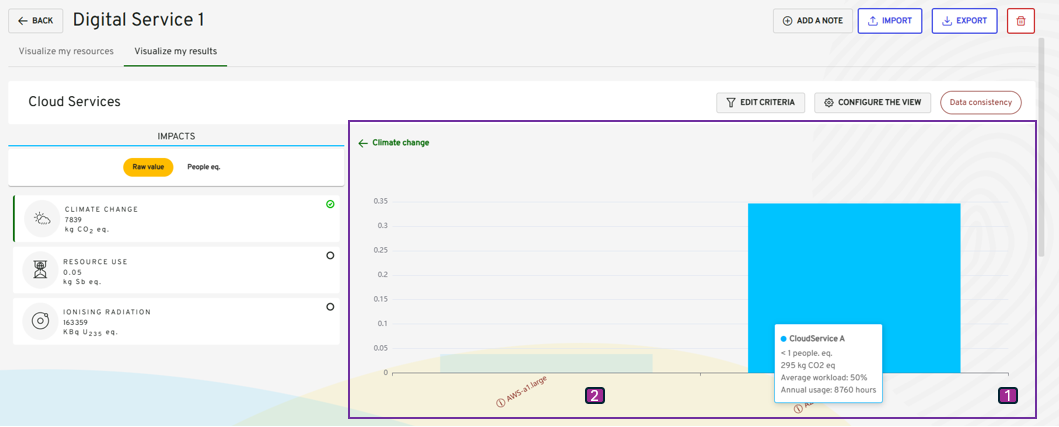 BACK
Digital Service 1
ADD A NOTE
IMPORT
EXPORT
Visualize my resources
Visualize my results
Cloud Services
EDIT CRITERIA
CONFIGURE THE VIEW
Data consistency
IMPACTS
Raw value
People eq.
CLIMATE CHANGE
7839
kg CO2 eq.
RESOURCE USE
0.05
kg Sb eq.
IONISING RADIATION
163359
KBq U235 eq.
Climate change
0.35
0.3
0.25
0.2
0.15
0.1
0.05
0
CloudService A
< 1 people. eq.
295 kg CO2 eq
Average workload: 50%
Annual usage: 8760 hours
AWS-a1.large
2
1